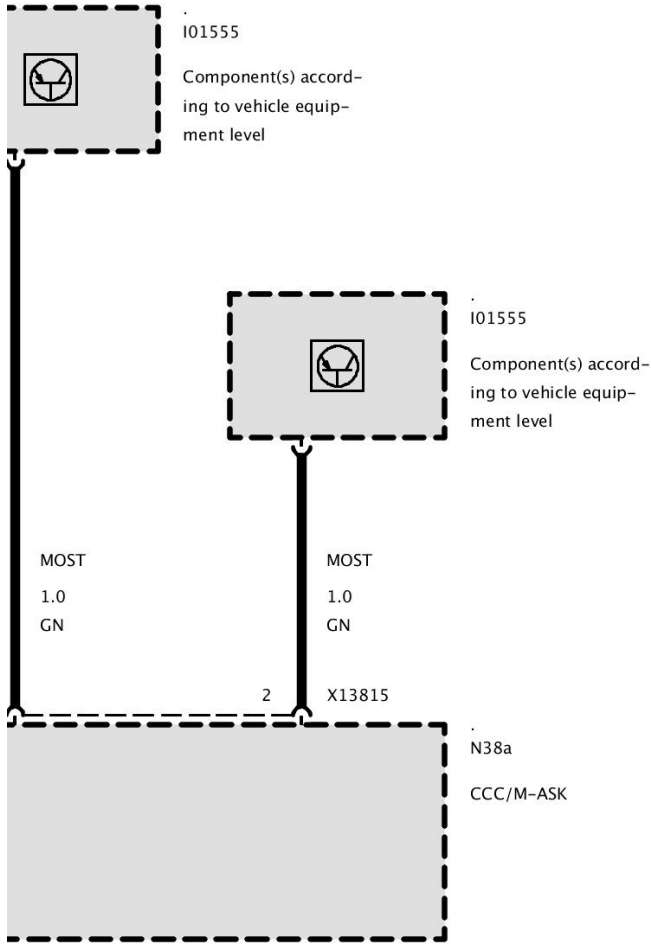 .
I01555
Component(s) accord–
ing to vehicle equip–
ment level
.
I01555
Component(s) accord–
ing to vehicle equip–
ment level
MOST
1.0
GN
MOST
1.0
GN
2
X13815
.
N38a
CCC/M–ASK